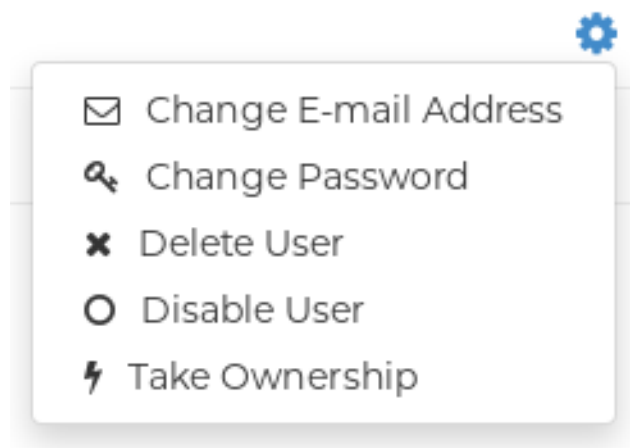 Change E-mail Address
Change Password
Delete User
Disable User
Take Ownership